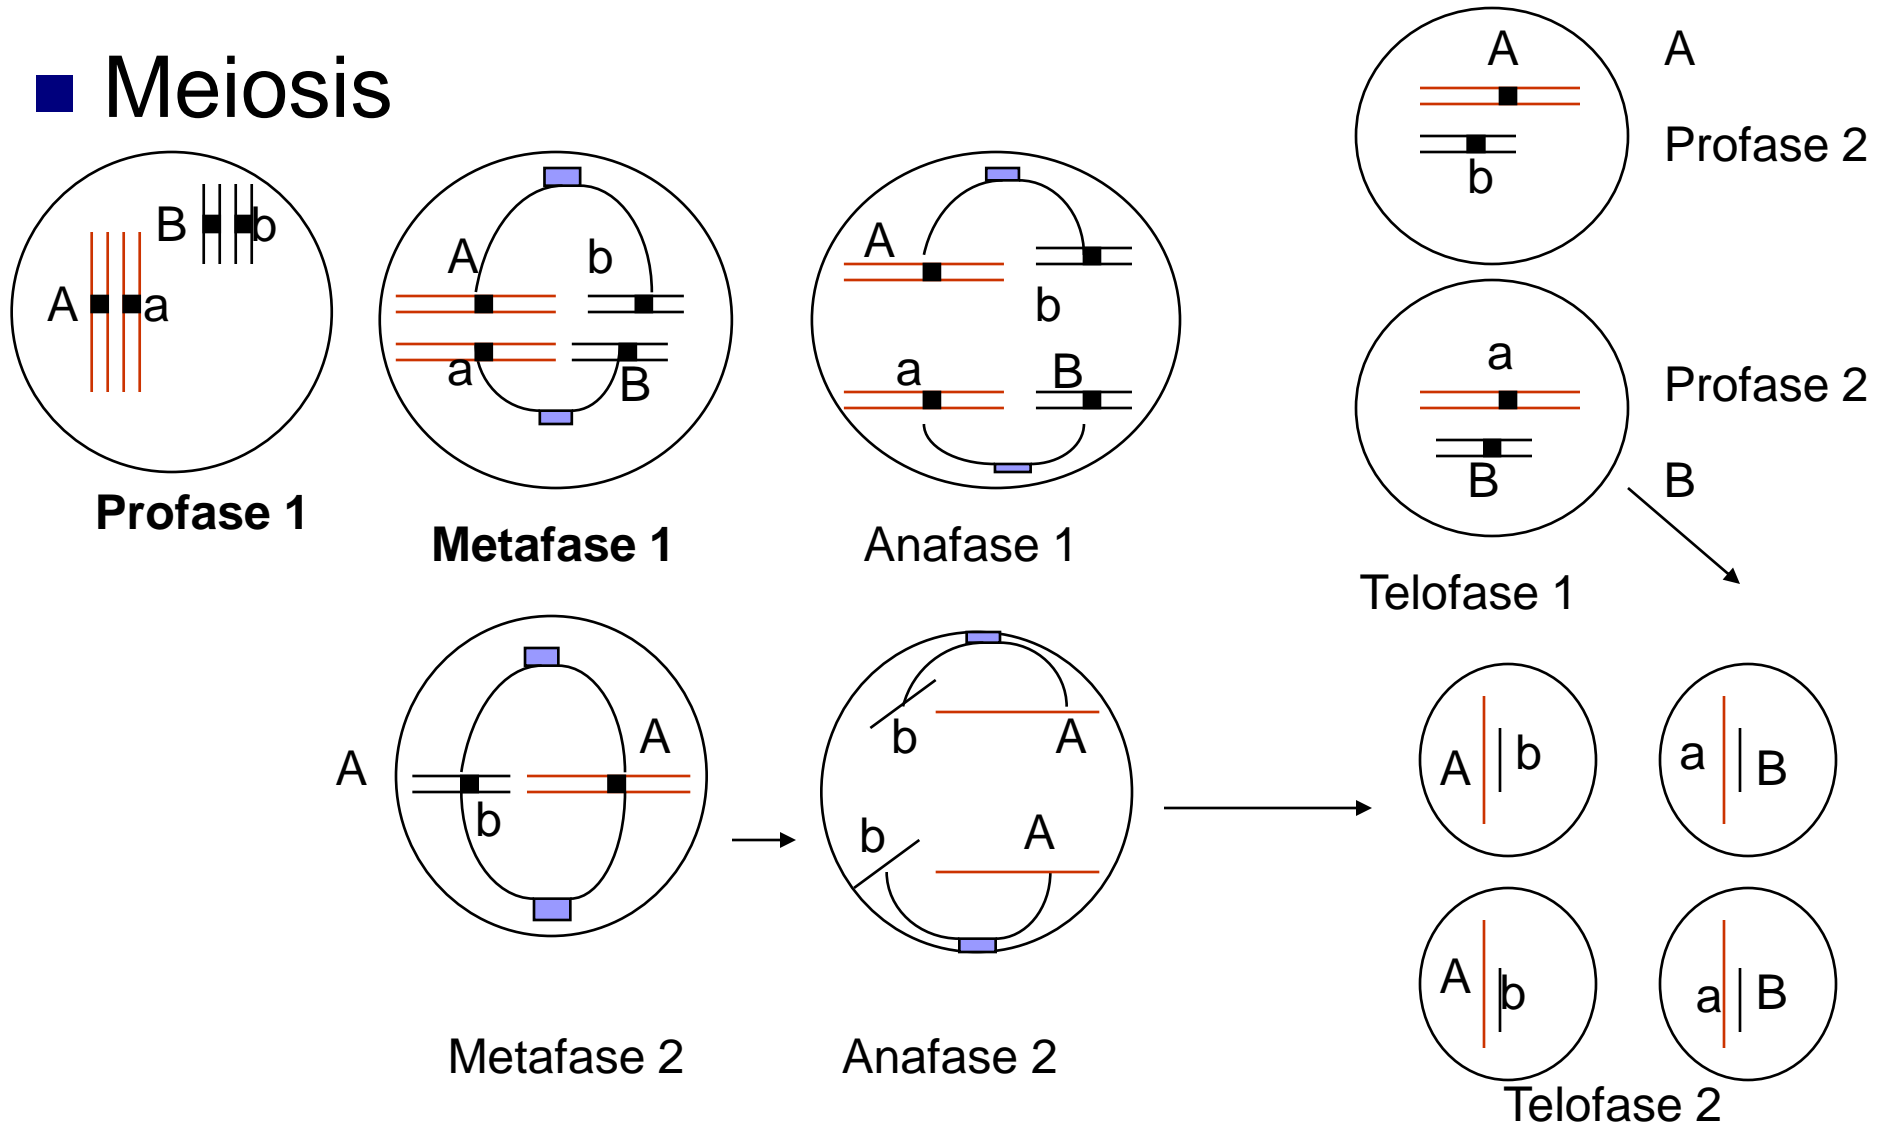 Meiosis
B b
A a
Profase 1
A b
a B
Metafase 1
A
b
a B
Anafase 1
A A
Profase 2
b
a
Profase 2
B B
Telofase 1
A A
b
Metafase 2
b A
b A
Anafase 2
A b
a B
A b
a B
Telofase 2